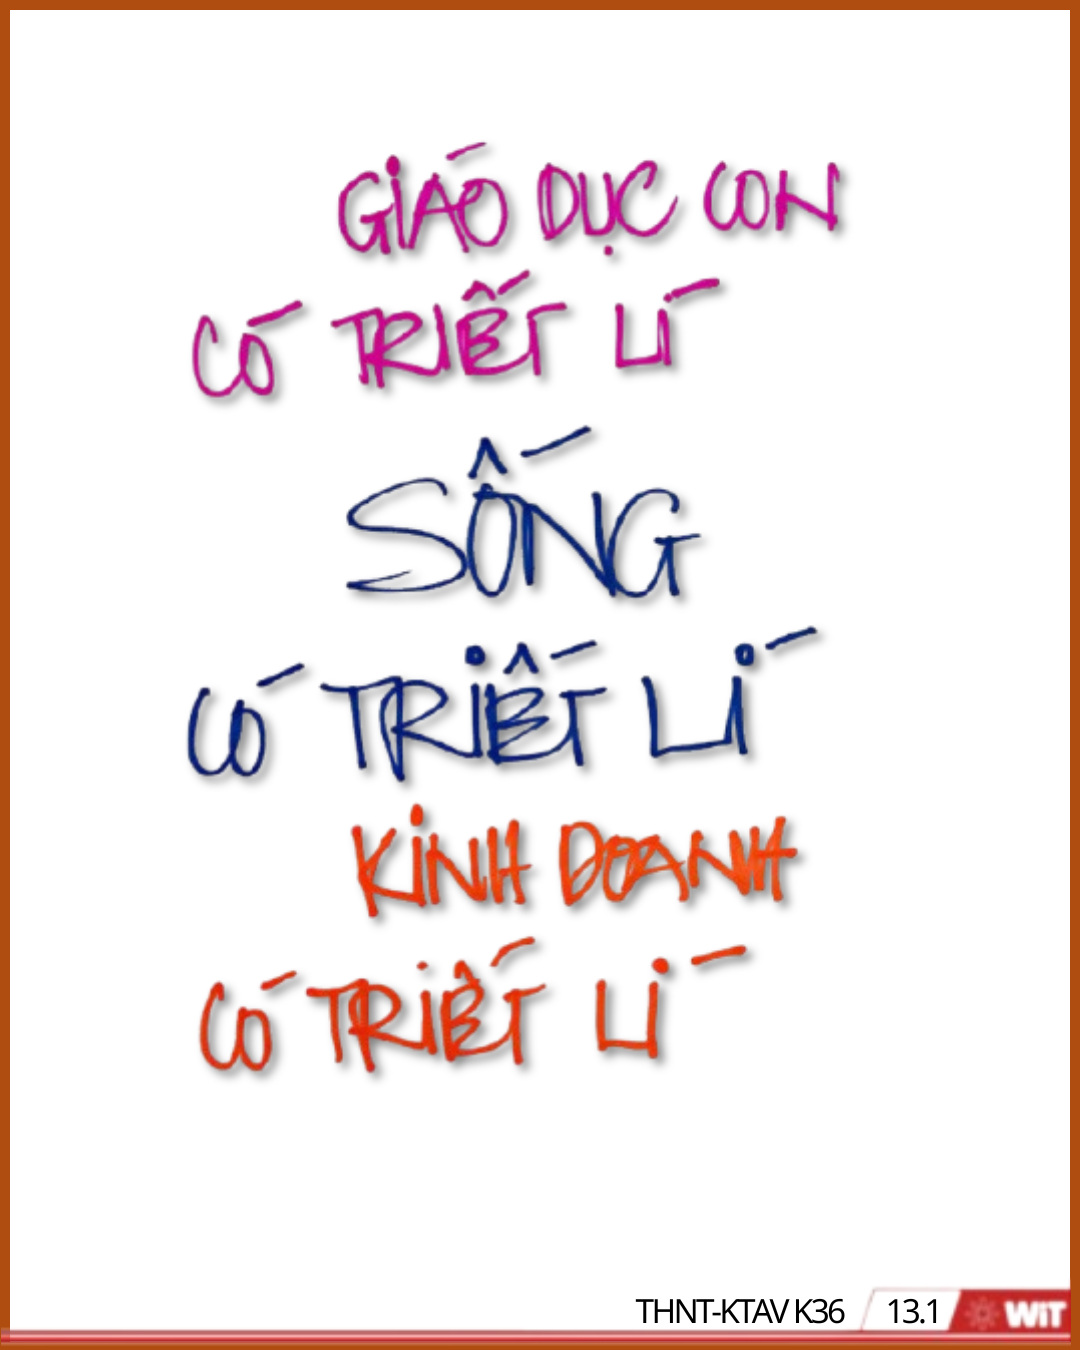 GIÁO DỤC CON
CÓ TRIẾT LÍ
SỐNG
CÓ TRIẾT LÍ
KINH DOANH
CÓ TRIẾT LÍ
THNT-KTAV K36 13.1 WiT